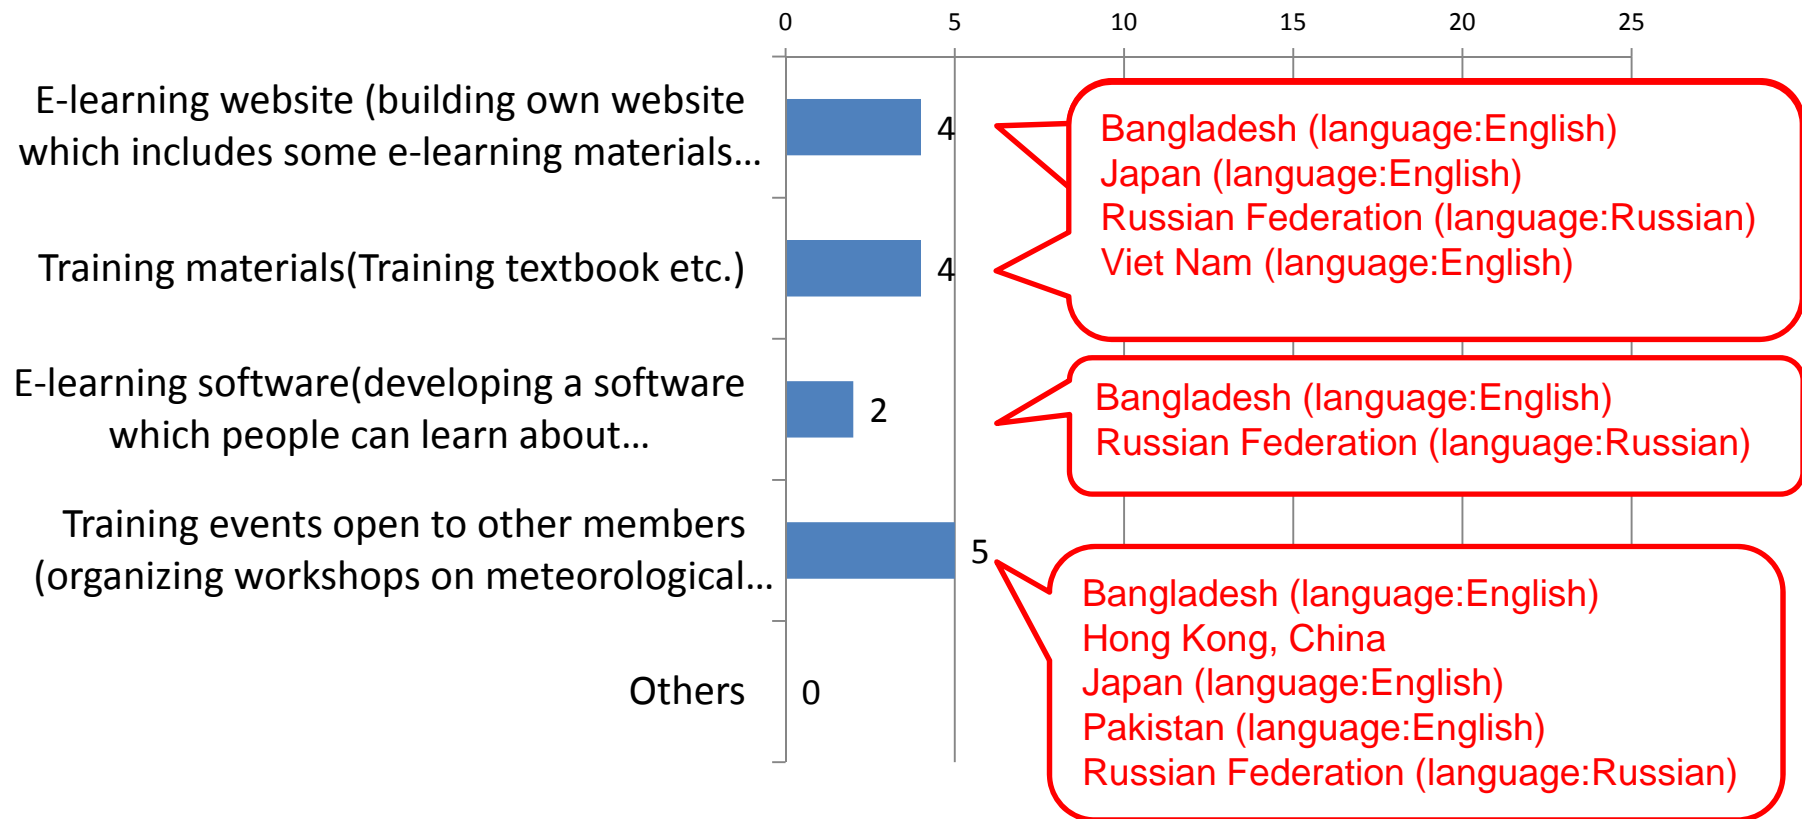 0 5 10 15 20 25
E-learning website (building own website
which includes some e-learning materials…
4
Bangladesh (language:English)
Japan (language:English)
Russian Federation (language:Russian)
Viet Nam (language:English)
Training materials(Training textbook etc.)
4
E-learning software(developing a software
which people can learn about…
2
Bangladesh (language:English)
Russian Federation (language:Russian)
Training events open to other members
(organizing workshops on meteorological…
5
Bangladesh (language:English)
Hong Kong, China
Japan (language:English)
Pakistan (language:English)
Russian Federation (language:Russian)
Others
0